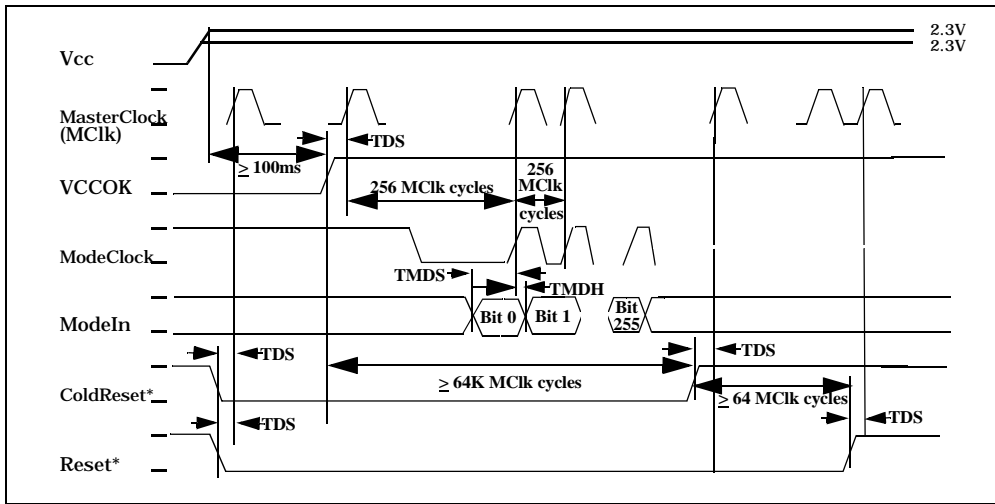 2.3V
2.3V
Vcc
MasterClock
(MClk)
TDS
≥ 100ms
VCCOK
256 MClk cycles
256
MClk
cycles
ModeClock
TMDS
TMDH
ModeIn
Bit 0
Bit 1
Bit
255
TDS
TDS
≥ 64K MClk cycles
ColdReset*
≥ 64 MClk cycles
TDS
TDS
Reset*